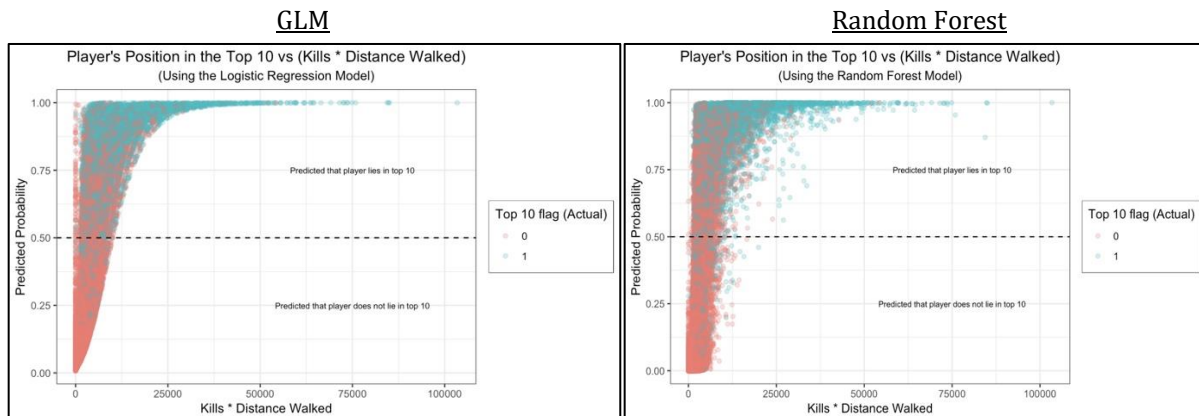 GLM
Player's Position in the Top 10 vs (Kills * Distance Walked)
(Using the Logistic Regression Model)
Predicted Probability
1.00
0.75
0.50
0.25
0.00
Predicted that player lies in top 10
Predicted that player does not lie in top 10
0
25000
50000
75000
100000
Kills * Distance Walked
Top 10 flag (Actual)
0
1
Random Forest
Player's Position in the Top 10 vs (Kills * Distance Walked)
(Using the Random Forest Model)
Predicted Probability
1.00
0.75
0.50
0.25
0.00
Predicted that player lies in top 10
Predicted that player does not lie in top 10
0
25000
50000
75000
100000
Kills * Distance Walked
Top 10 flag (Actual)
0
1